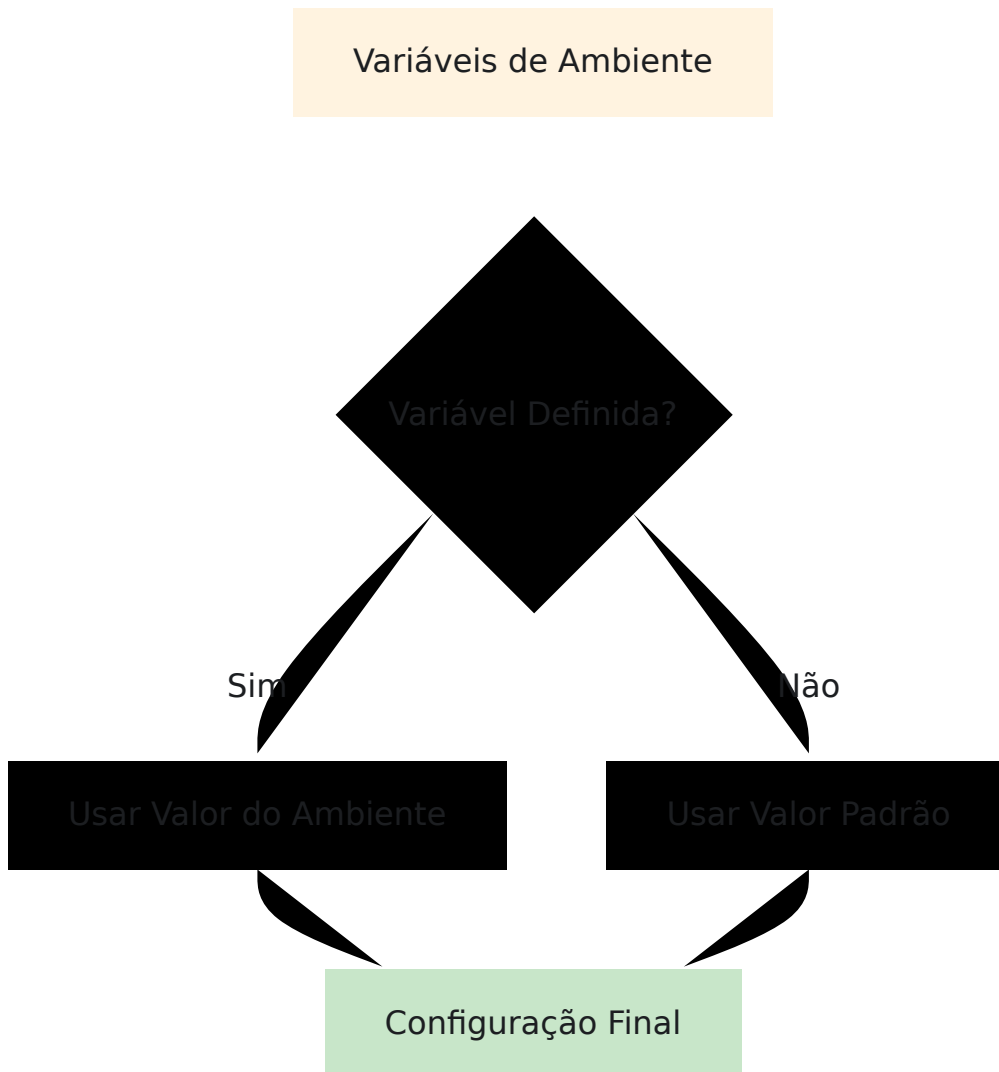 Variáveis de Ambiente
Variável Definida?
Sim
Não
Usar Valor do Ambiente
Usar Valor Padrão
Configuração Final